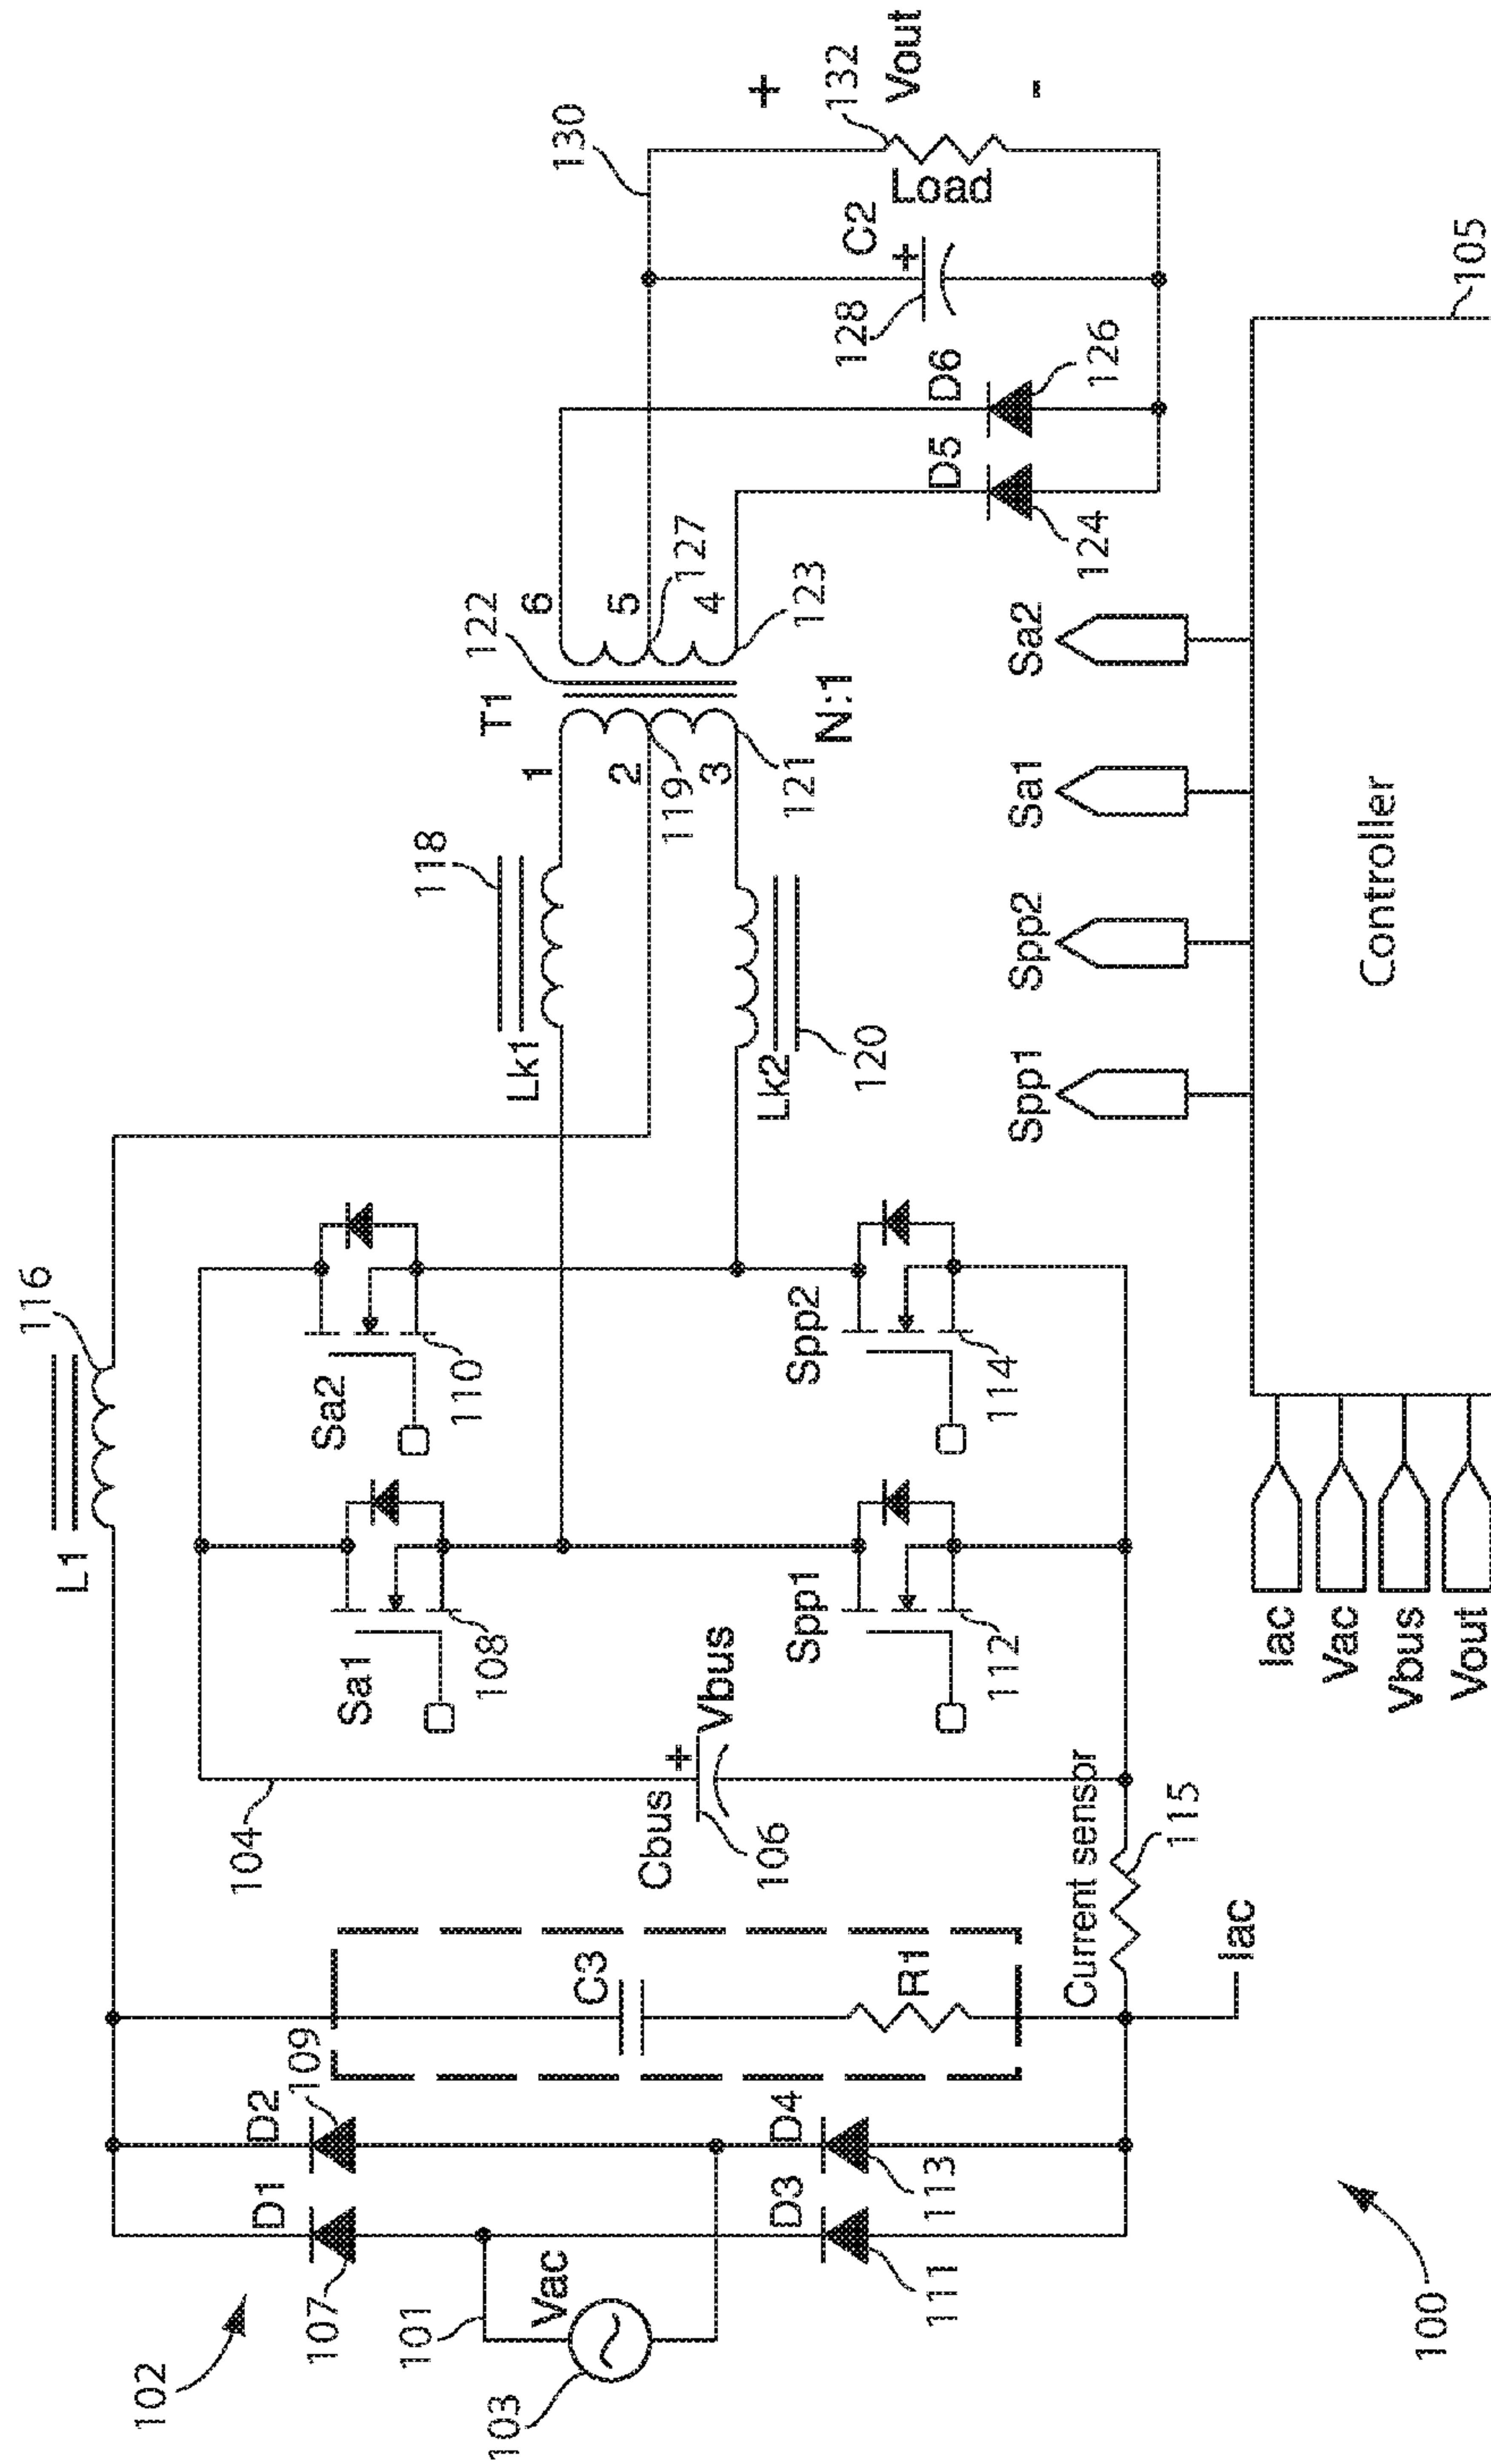 L1
116
102
D1
D2
109
107
101
Vac
103
D3
D4
111
113
C3
R1
104
Cbus
106
+
Vbus
Sa1
108
Sa2
110
Spp1
112
Spp2
114
Current sensor
115
Iac
Lk1
118
Lk2
120
T1
122
1
2
3
119
121
N:1
6
5
4
127
123
D5
D6
124
126
128
C2
+
130
Load
132
+
Vout
-
Spp1
Spp2
Sa1
Sa2
Iac
Vac
Vbus
Vout
Controller
105
100